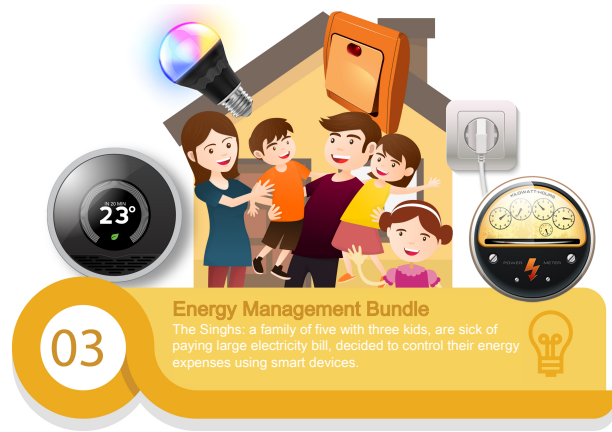 IN 20 MIN
23°
KILOWATT-HOURS
POWER METER
03
Energy Management Bundle
The Singhs: a family of five with three kids, are sick of
paying large electricity bill, decided to control their energy
expenses using smart devices.